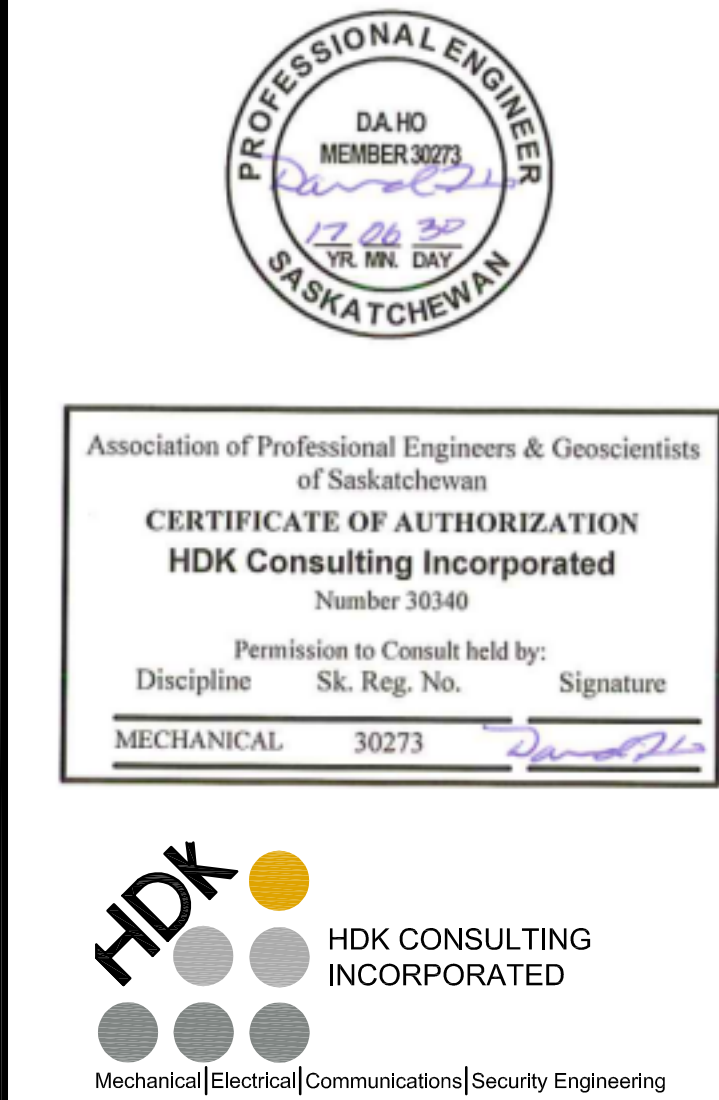 PROFESSIONAL ENGINEER
D.A. HO
MEMBER 30273
17 06 30
YR. MN. DAY
SASKATCHEWAN
Association of Professional Engineers & Geoscientists
of Saskatchewan
CERTIFICATE OF AUTHORIZATION
HDK Consulting Incorporated
Number 30340
Permission to Consult held by:
Discipline Sk. Reg. No. Signature
MECHANICAL 30273
HDK
HDK CONSULTING
INCORPORATED
Mechanical|Electrical|Communications|Security Engineering